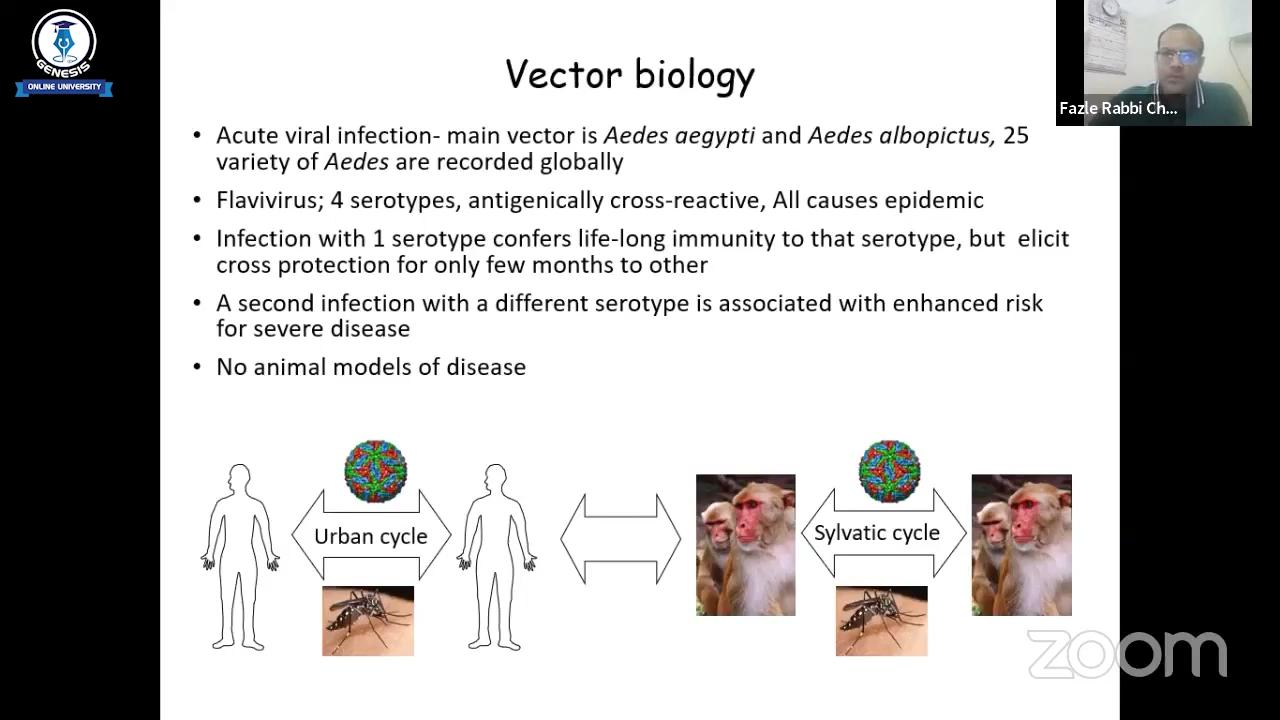 GENESIS
ONLINE UNIVERSITY
Vector biology
Fazle Rabbi Ch...
• Acute viral infection- main vector is Aedes aegypti and Aedes albopictus, 25
variety of Aedes are recorded globally
• Flavivirus; 4 serotypes, antigenically cross-reactive, All causes epidemic
• Infection with 1 serotype confers life-long immunity to that serotype, but elicit
cross protection for only few months to other
• A second infection with a different serotype is associated with enhanced risk
for severe disease
• No animal models of disease
Urban cycle
Sylvatic cycle
zoom